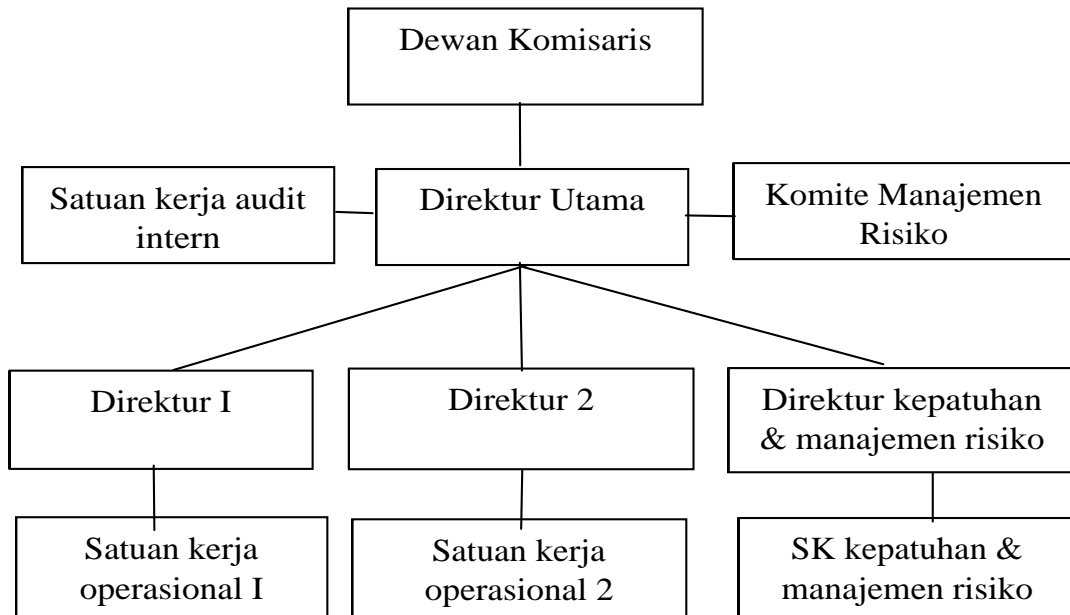 Dewan Komisaris
Satuan kerja audit
intern
Direktur Utama
Komite Manajemen
Risiko
Direktur I
Direktur 2
Direktur kepatuhan
& manajemen risiko
Satuan kerja
operasional I
Satuan kerja
operasional 2
SK kepatuhan &
manajemen risiko